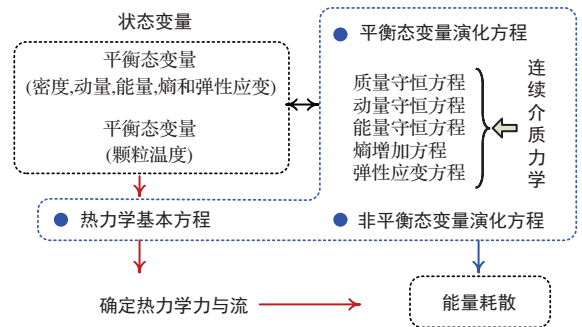 状态变量
平衡态变量
(密度,动量,能量,熵和弹性应变)
平衡态变量
(颗粒温度)
平衡态变量演化方程
质量守恒方程
动量守恒方程
能量守恒方程
熵增加方程
弹性应变方程
连续介质力学
热力学基本方程
非平衡态变量演化方程
确定热力学力与流
能量耗散